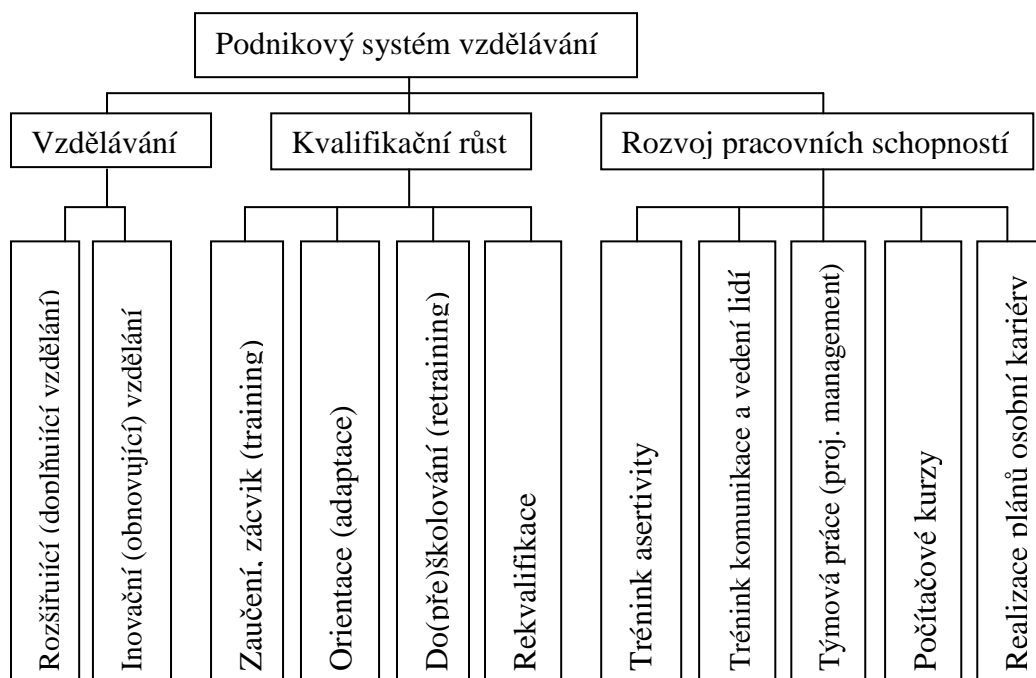 Podnikový systém vzdělávání
Vzdělávání
Kvalifikační růst
Rozvoj pracovních schopností
Rozšiřující (doplňující vzdělání)
Inovační (obnovující) vzdělání
Zaučení, zácvik (training)
Orientace (adaptace)
Do(pře)školování (retraining)
Rekvalifikace
Trénink asertivity
Trénink komunikace a vedení lidí
Týmová práce (proj. management)
Počítačové kurzy
Realizace plánů osobní kariéry